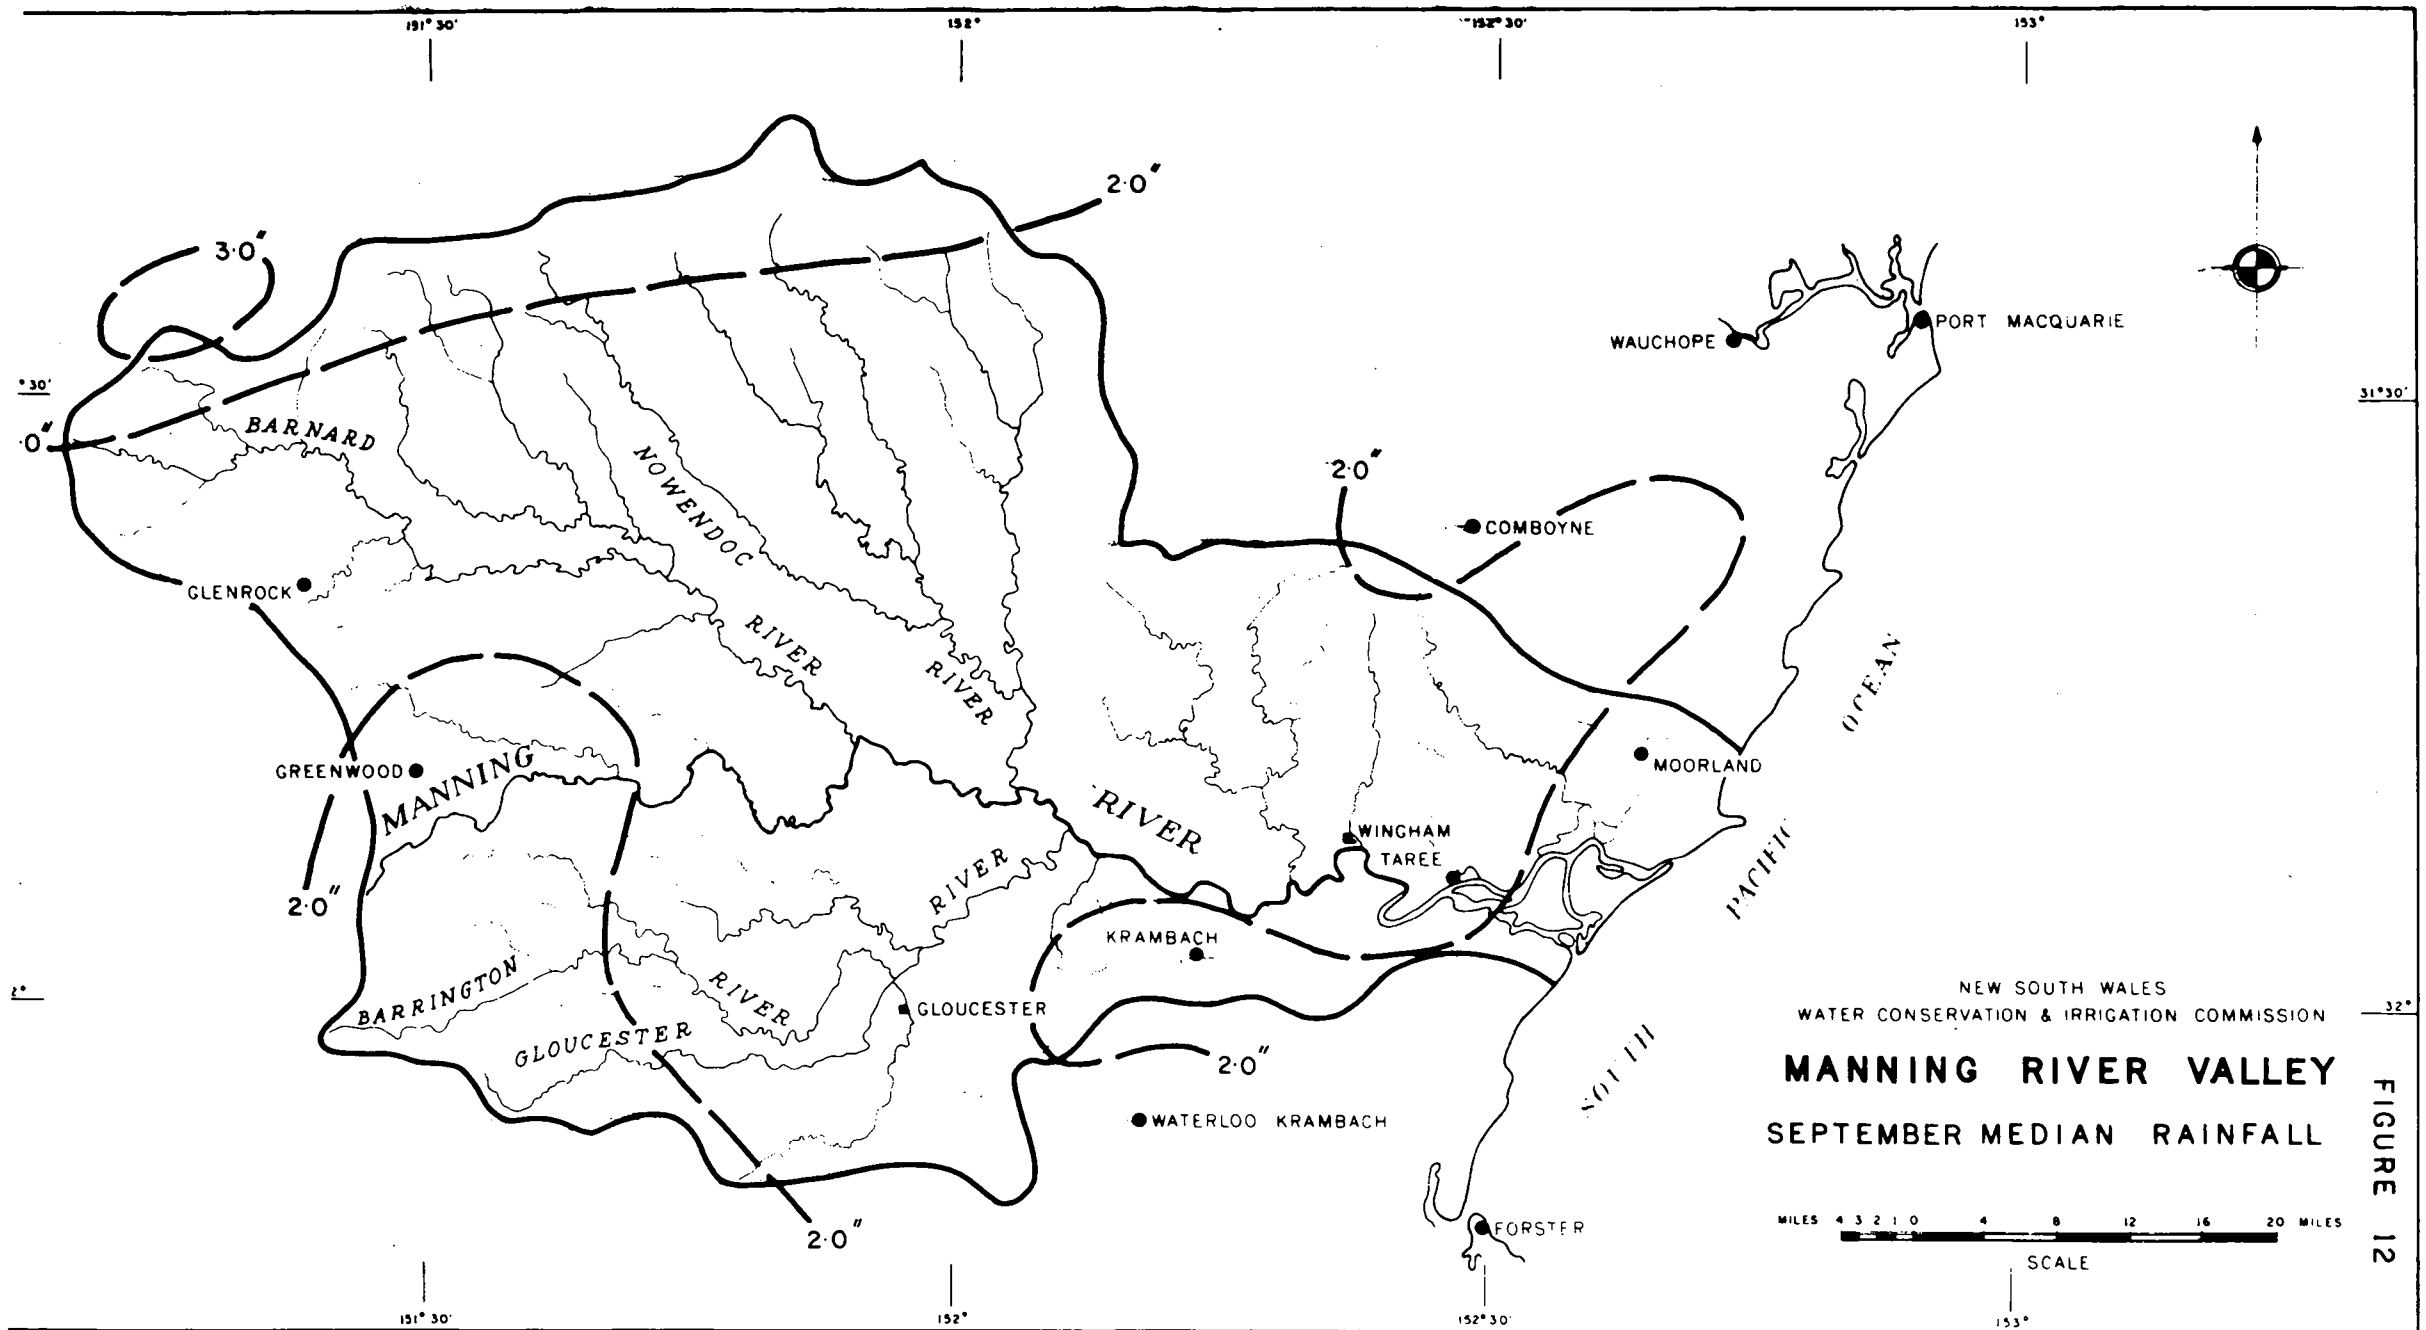 151° 30'
152°
152° 30'
153°
2·0"
3·0"
PORT MACQUARIE
WAUCHOPE
° 30'
31° 30'
·0"
BARNARD
NOWENDOC
2·0"
COMBOYNE
GLENROCK
RIVER
RIVER
OCEAN
GREENWOOD
MANNING
MOORLAND
RIVER
WINGHAM
TAREE
2·0"
RIVER
PACIFIC
KRAMBACH
BARRINGTON
RIVER
GLOUCESTER
GLOUCESTER
2°
32°
NEW SOUTH WALES
WATER CONSERVATION & IRRIGATION COMMISSION
MANNING RIVER VALLEY
SEPTEMBER MEDIAN RAINFALL
2·0"
SOUTH
WATERLOO KRAMBACH
2·0"
FORSTER
MILES 4 3 2 1 0 4 8 12 16 20 MILES
SCALE
FIGURE 12
151° 30'
152°
152° 30'
153°